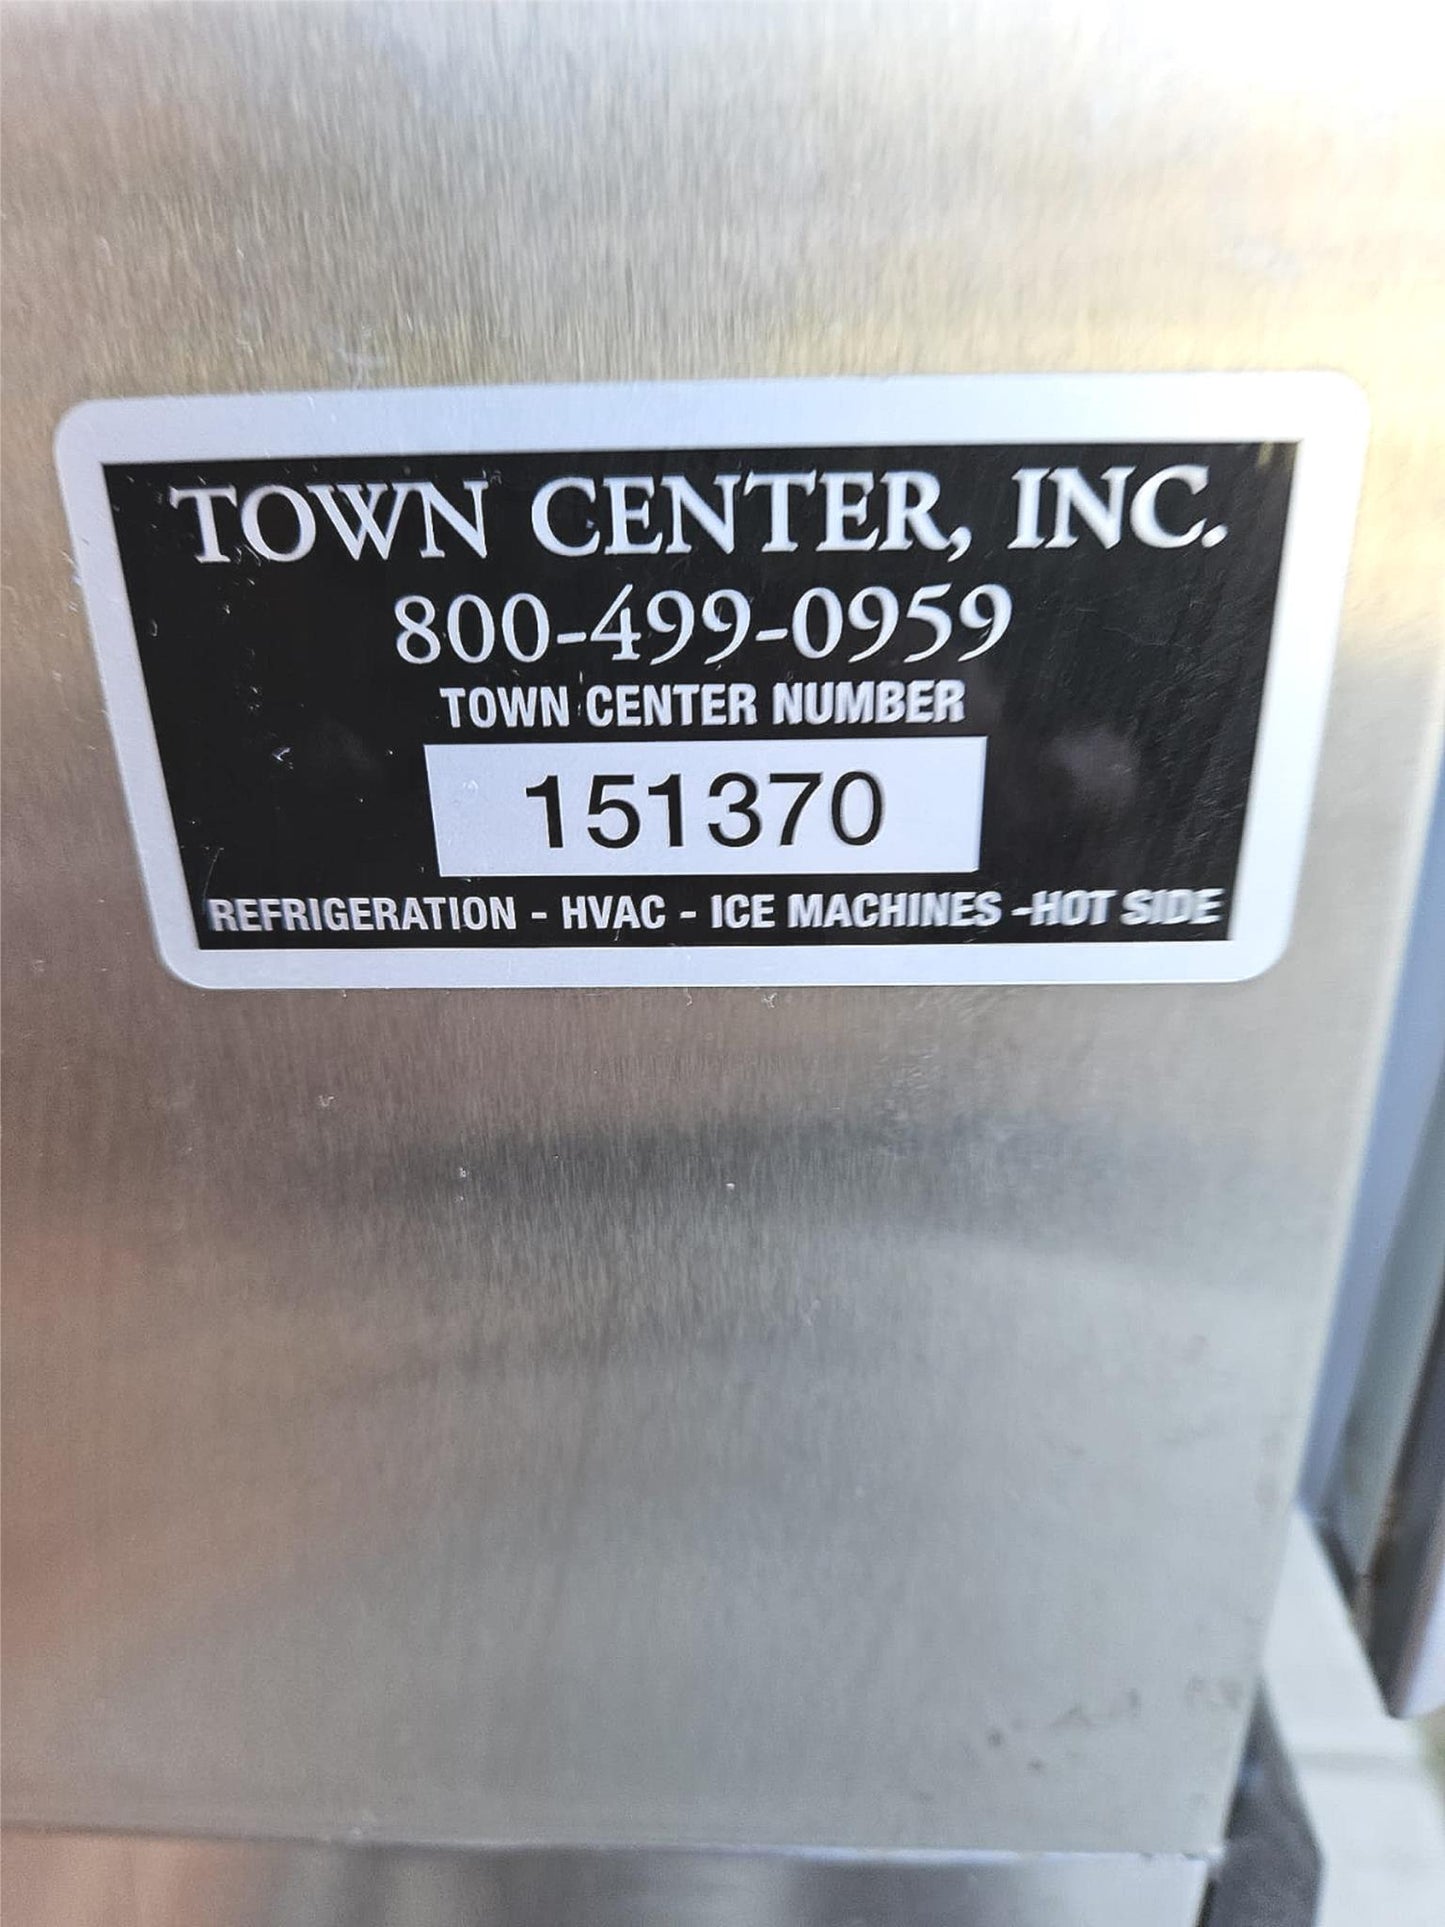 TOWN CENTER, INC.
800-499-0959
TOWN CENTER NUMBER
151370
REFRIGERATION - HVAC - ICE MACHINES -HOT SIDE